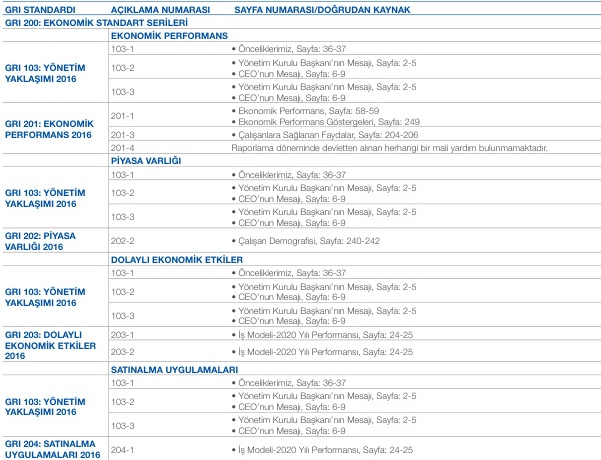 GRI STANDARDI AÇIKLAMA NUMARASI SAYFA NUMARASI/DOĞRUDAN KAYNAK
GRI 200: EKONOMİK STANDART SERİLERİ
EKONOMİK PERFORMANS
GRI 103: YÖNETİM
YAKLAŞIMI 2016
103-1 • Önceliklerimiz, Sayfa: 36-37
103-2 • Yönetim Kurulu Başkanı'nın Mesajı, Sayfa: 2-5
• CEO'nun Mesajı, Sayfa: 6-9
103-3 • Yönetim Kurulu Başkanı'nın Mesajı, Sayfa: 2-5
• CEO'nun Mesajı, Sayfa: 6-9
GRI 201: EKONOMİK
PERFORMANS 2016
201-1 • Ekonomik Performans, Sayfa: 58-59
• Ekonomik Performans Göstergeleri, Sayfa: 249
201-3 • Çalışanlara Sağlanan Faydalar, Sayfa: 204-206
201-4 Raporlama döneminde devletten alınan herhangi bir mali yardım bulunmamaktadır.
PİYASA VARLIĞI
GRI 103: YÖNETİM
YAKLAŞIMI 2016
103-1 • Önceliklerimiz, Sayfa: 36-37
103-2 • Yönetim Kurulu Başkanı'nın Mesajı, Sayfa: 2-5
• CEO'nun Mesajı, Sayfa: 6-9
103-3 • Yönetim Kurulu Başkanı'nın Mesajı, Sayfa: 2-5
• CEO'nun Mesajı, Sayfa: 6-9
GRI 202: PİYASA
VARLIĞI 2016
202-2 • Çalışan Demografisi, Sayfa: 240-242
DOLAYLI EKONOMİK ETKİLER
GRI 103: YÖNETİM
YAKLAŞIMI 2016
103-1 • Önceliklerimiz, Sayfa: 36-37
103-2 • Yönetim Kurulu Başkanı'nın Mesajı, Sayfa: 2-5
• CEO'nun Mesajı, Sayfa: 6-9
103-3 • Yönetim Kurulu Başkanı'nın Mesajı, Sayfa: 2-5
• CEO'nun Mesajı, Sayfa: 6-9
GRI 203: DOLAYLI
EKONOMİK ETKİLER
2016
203-1 • İş Modeli-2020 Yılı Performansı, Sayfa: 24-25
203-2 • İş Modeli-2020 Yılı Performansı, Sayfa: 24-25
SATINALMA UYGULAMALARI
GRI 103: YÖNETİM
YAKLAŞIMI 2016
103-1 • Önceliklerimiz, Sayfa: 36-37
103-2 • Yönetim Kurulu Başkanı'nın Mesajı, Sayfa: 2-5
• CEO'nun Mesajı, Sayfa: 6-9
103-3 • Yönetim Kurulu Başkanı'nın Mesajı, Sayfa: 2-5
• CEO'nun Mesajı, Sayfa: 6-9
GRI 204: SATINALMA
UYGULAMALARI 2016
204-1 • İş Modeli-2020 Yılı Performansı, Sayfa: 24-25